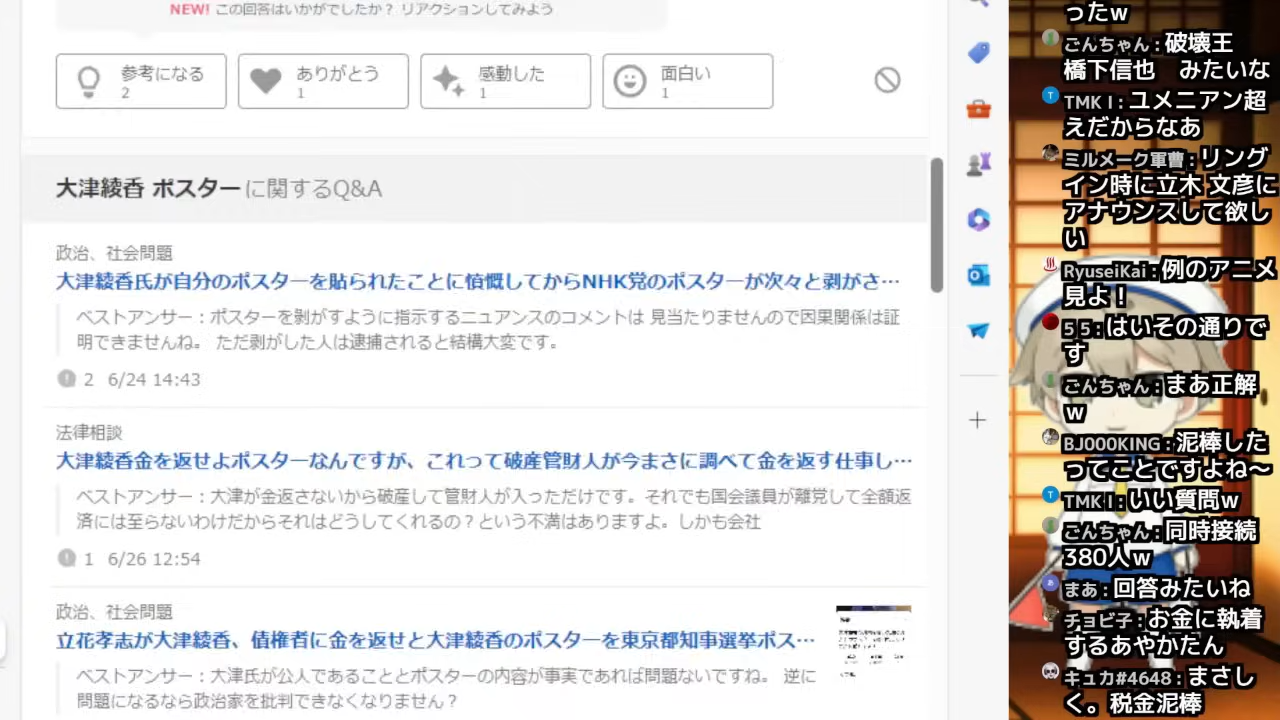 NEW! この回答はいかがでしたか？ リアクションしてみよう
参考になる
2
ありがとう
1
感動した
1
面白い
1
大津綾香 ポスターに関するQ&A
政治、社会問題
大津綾香氏が自分のポスターを貼られたことに憤慨してからNHK党のポスターが次々と剥がさ…
ベストアンサー：ポスターを剥がすように指示するニュアンスのコメントは 見当たりませんので因果関係は証
明できませんね。 ただ剥がした人は逮捕されると結構大変です。
2 6/24 14:43
法律相談
大津綾香金を返せよポスターなんですが、これって破産管財人が今まさに調べて金を返す仕事し…
ベストアンサー：大津が金返さないから破産して管財人が入っただけです。それでも国会議員が離党して全額返
済には至らないわけだからそれはどうしてくれるの？という不満はありますよ。しかも会社
1 6/26 12:54
政治、社会問題
立花孝志が大津綾香、債権者に金を返せと大津綾香のポスターを東京都知事選挙ポス…
ベストアンサー：大津氏が公人であることとポスターの内容が事実であれば問題ないですね。 逆に
問題になるなら政治家を批判できなくなりません？
ったw
ごんちゃん：破壊王
橋下信也　みたいな
TMK I：ユメニアン超
えだからなあ
ミルメーク軍曹：リング
イン時に立木 文彦に
アナウンスして欲し
い
RyuseiKai：例のアニメ
見よ！
5 5：はいその通りで
す
ごんちゃん：まあ正解
w
BJ000KING：泥棒した
ってことですよね〜
TMK I：いい質問w
ごんちゃん：同時接続
380人w
まあ：回答みたいね
チョビ子：お金に執着
するあやかたん
キュカ#4648：まさし
く。税金泥棒